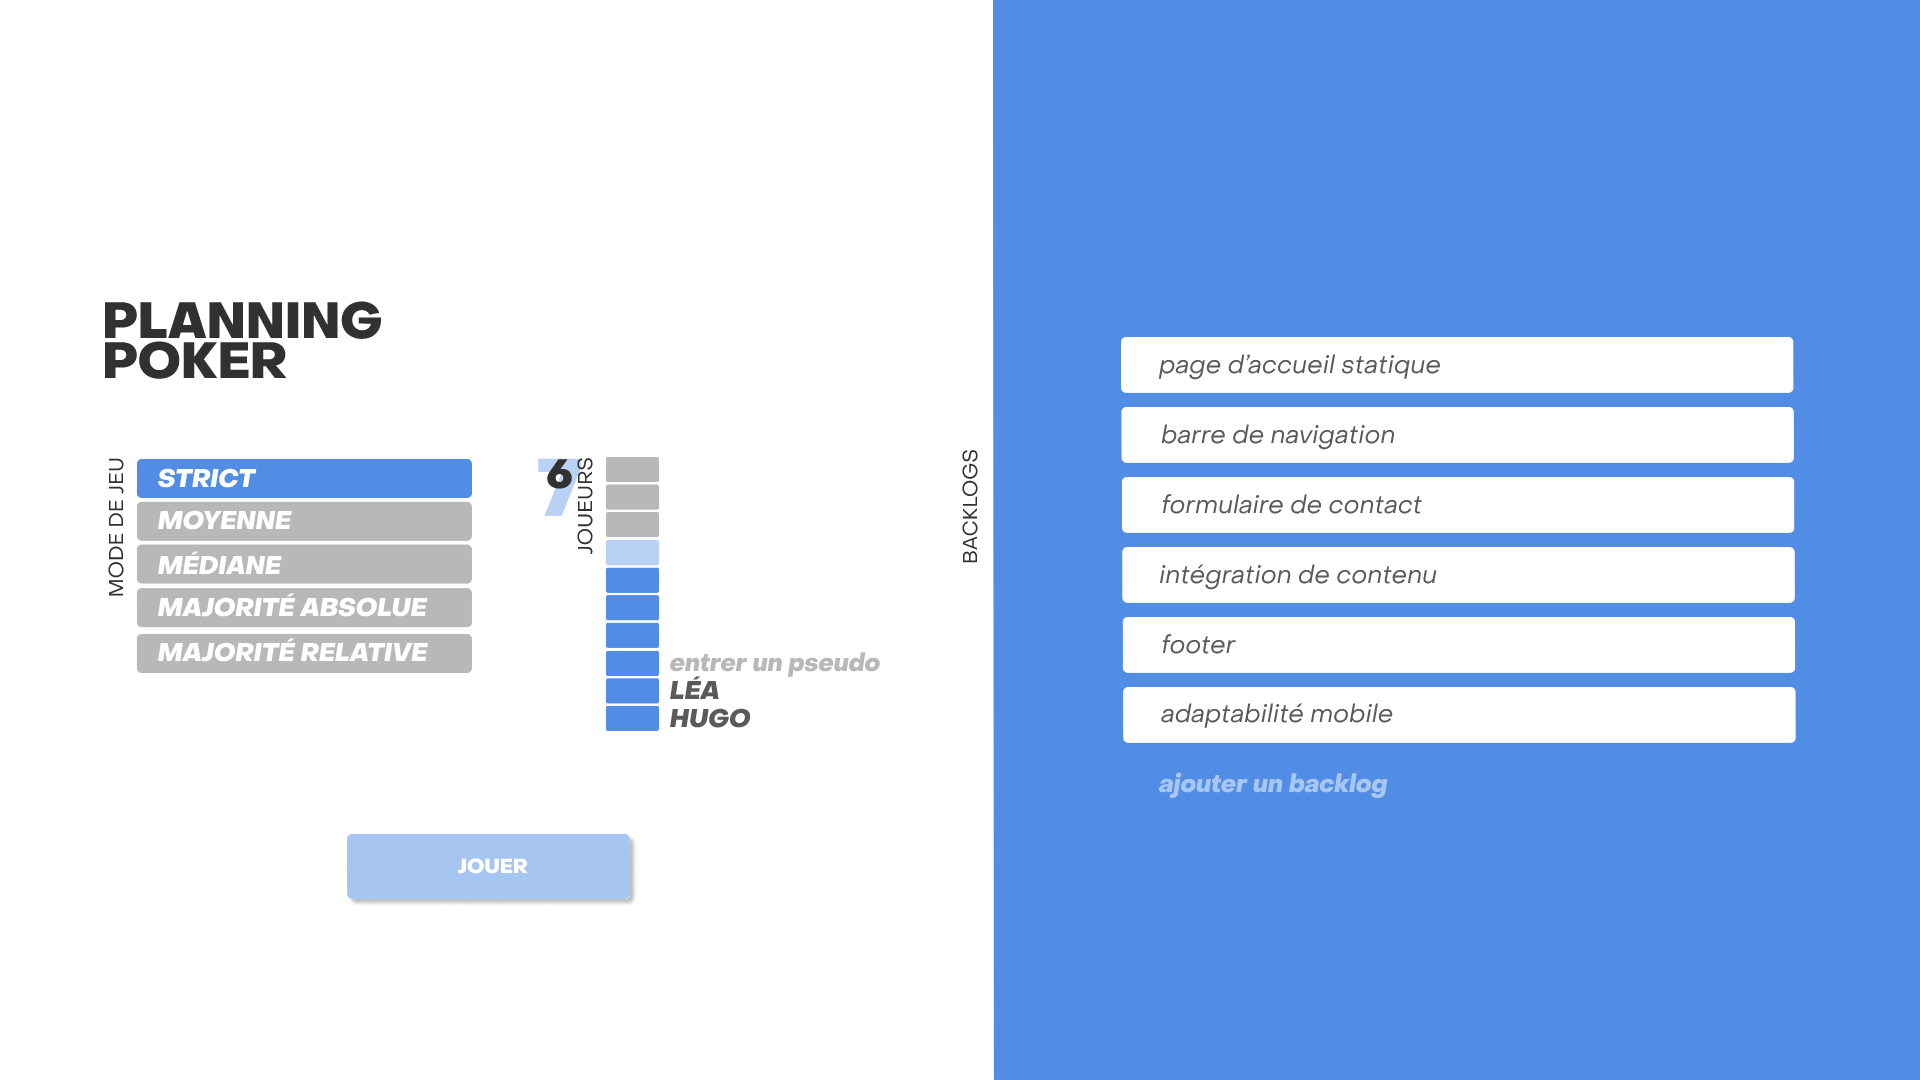 PLANNING
POKER
MODE DE JEU
STRICT
MOYENNE
MÉDIANE
MAJORITÉ ABSOLUE
MAJORITÉ RELATIVE
7
6
JOUEURS
entrer un pseudo
LÉA
HUGO
JOUER
BACKLOGS
page d’accueil statique
barre de navigation
formulaire de contact
intégration de contenu
footer
adaptabilité mobile
ajouter un backlog